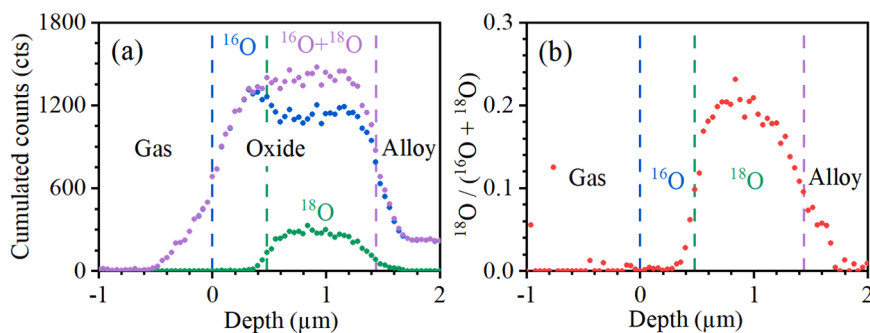 (a)
Cumulated counts (cts)
1800
1200
600
0
¹⁶O
¹⁶O+¹⁸O
Gas
Oxide
Alloy
¹⁸O
-1
0
1
2
Depth (µm)
(b)
¹⁸O / (¹⁶O + ¹⁸O)
0.3
0.2
0.1
0.0
Gas
¹⁶O
¹⁸O
Alloy
-1
0
1
2
Depth (µm)